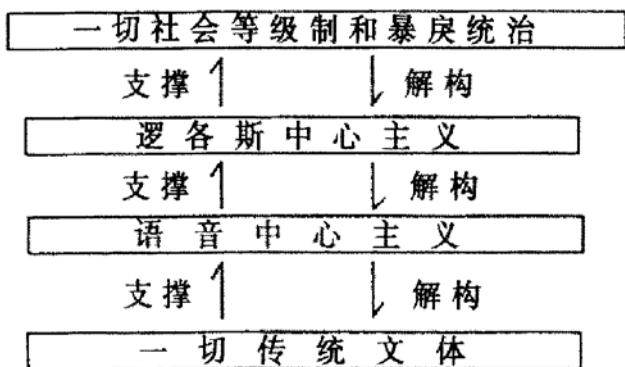 一切社会等级制和暴戾统治
支撑 解构
逻各斯中心主义
支撑 解构
语音中心主义
支撑 解构
一切传统文体